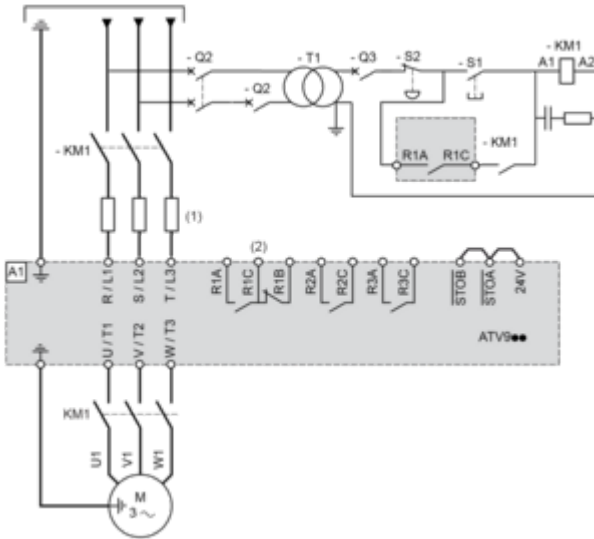 - Q2
- T1
- Q3
- S2
- S1
- KM1
A1
A2
- Q2
- KM1
R1A
R1C
- KM1
(1)
(2)
A1
R / L1
S / L2
T / L3
R1A
R1C
R1B
R2A
R2C
R3A
R3C
STOB
STOA
24V
U / T1
V / T2
W / T3
ATV9●●
KM1
U1
V1
W1
M
3 ~